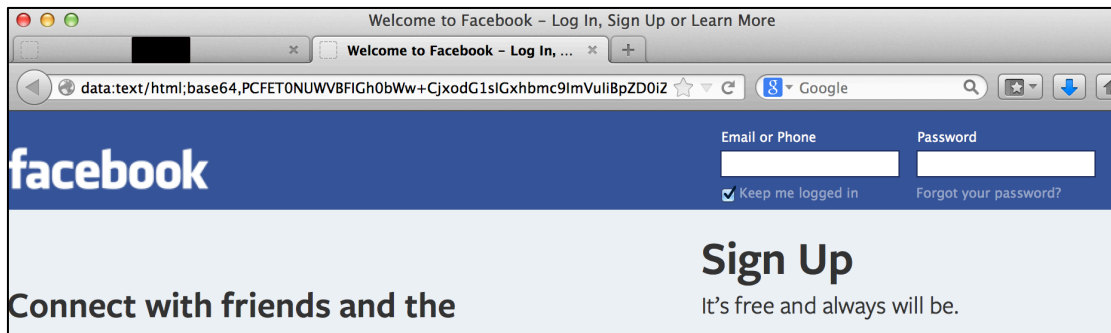 Welcome to Facebook – Log In, Sign Up or Learn More
Welcome to Facebook – Log In, ...
data:text/html;base64,PCFET0NUWVBFIGh0bWw+CjxodG1sIGxhbmc9ImVuIiBpZD0iZ
Google
Email or Phone
Password
facebook
Keep me logged in
Forgot your password?
Sign Up
Connect with friends and the
It's free and always will be.